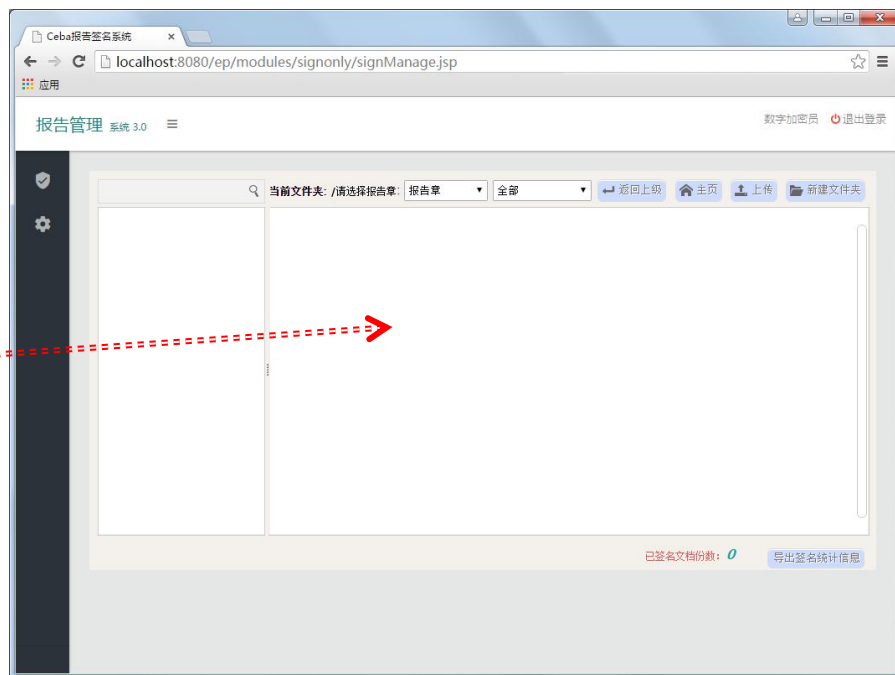 Ceba报告签名系统
localhost:8080/ep/modules/signonly/signManage.jsp
应用
报告管理 系统 3.0
数字加密员 退出登录
当前文件夹: /请选择报告章: 报告章 全部 返回上级 主页 上传 新建文件夹
已签名文档份数: 0 导出签名统计信息